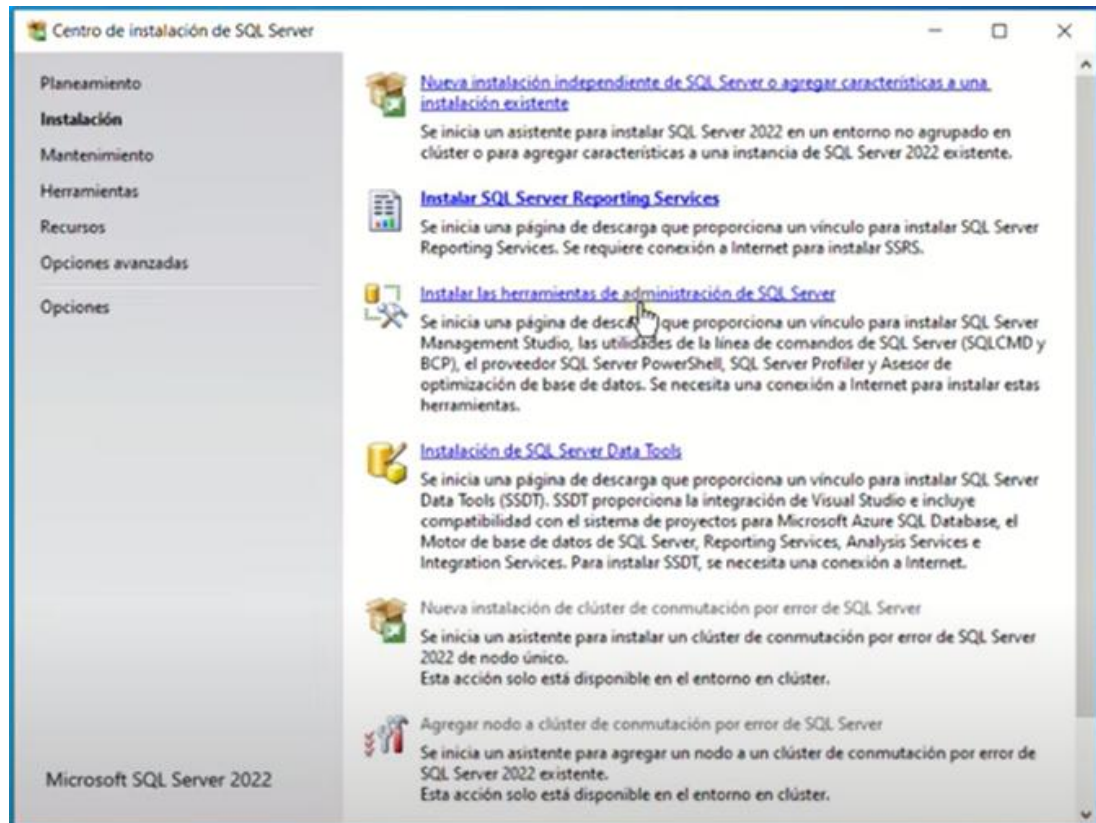 Centro de instalación de SQL Server
Planeamiento
Instalación
Mantenimiento
Herramientas
Recursos
Opciones avanzadas
Opciones
Microsoft SQL Server 2022
Nueva instalación independiente de SQL Server o agregar características a una
instalación existente
Se inicia un asistente para instalar SQL Server 2022 en un entorno no agrupado en
clúster o para agregar características a una instancia de SQL Server 2022 existente.
Instalar SQL Server Reporting Services
Se inicia una página de descarga que proporciona un vínculo para instalar SQL Server
Reporting Services. Se requiere conexión a Internet para instalar SSRS.
Instalar las herramientas de administración de SQL Server
Se inicia una página de desca que proporciona un vínculo para instalar SQL Server
Management Studio, las utilidades de la línea de comandos de SQL Server (SQLCMD y
BCP), el proveedor SQL Server PowerShell, SQL Server Profiler y Asesor de
optimización de base de datos. Se necesita una conexión a Internet para instalar estas
herramientas.
Instalación de SQL Server Data Tools
Se inicia una página de descarga que proporciona un vínculo para instalar SQL Server
Data Tools (SSDT). SSDT proporciona la integración de Visual Studio e incluye
compatibilidad con el sistema de proyectos para Microsoft Azure SQL Database, el
Motor de base de datos de SQL Server, Reporting Services, Analysis Services e
Integration Services. Para instalar SSDT, se necesita una conexión a Internet.
Nueva instalación de clúster de conmutación por error de SQL Server
Se inicia un asistente para instalar un clúster de conmutación por error de SQL Server
2022 de nodo único.
Esta acción solo está disponible en el entorno en clúster.
Agregar nodo a clúster de conmutación por error de SQL Server
Se inicia un asistente para agregar un nodo a un clúster de conmutación por error de
SQL Server 2022 existente.
Esta acción solo está disponible en el entorno en clúster.